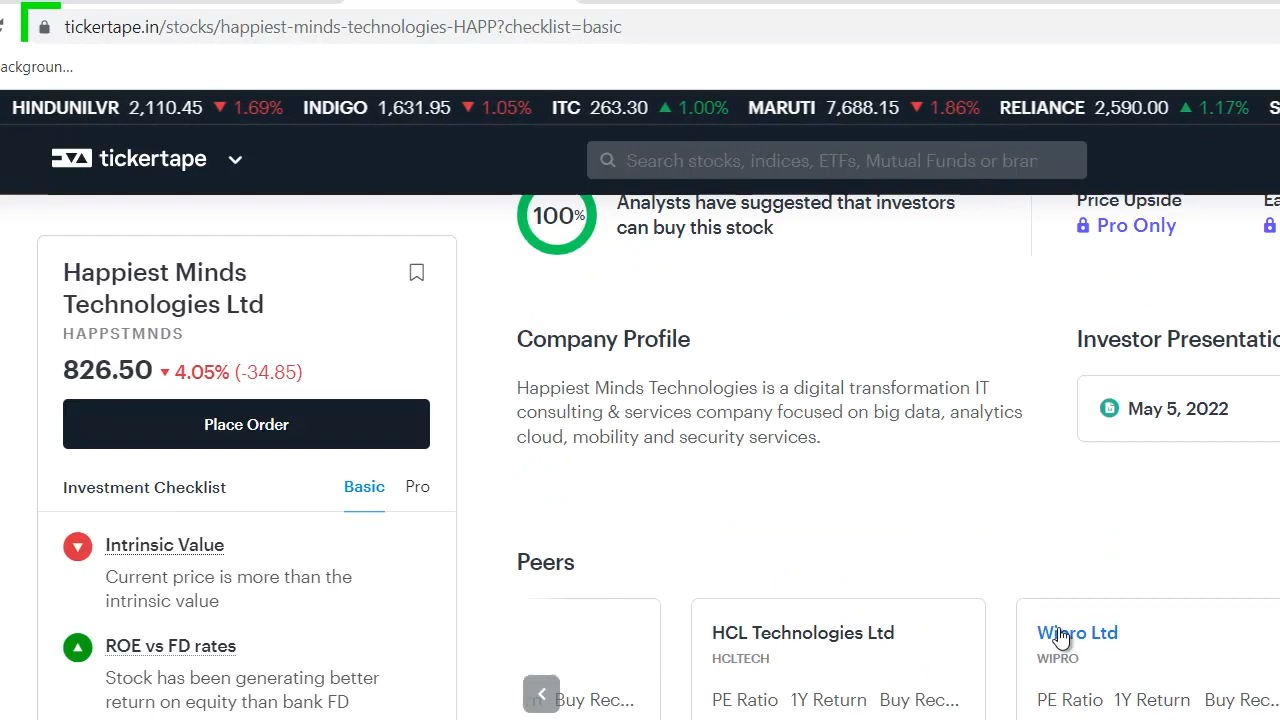 tickertape.in/stocks/happiest-minds-technologies-HAPP?checklist=basic
ackgroun...
HINDUNILVR 2,110.45 ▼ 1.69% INDIGO 1,631.95 ▼ 1.05% ITC 263.30 ▲ 1.00% MARUTI 7,688.15 ▼ 1.86% RELIANCE 2,590.00 ▲ 1.17% S
tickertape
Search stocks, indices, ETFs, Mutual Funds or bran
100%
Analysts have suggested that investors
can buy this stock
Price Upside
Pro Only
Ea
Happiest Minds
Technologies Ltd
HAPPSTMNDS
826.50 ▼ 4.05% (-34.85)
Place Order
Investment Checklist Basic Pro
Intrinsic Value
Current price is more than the
intrinsic value
ROE vs FD rates
Stock has been generating better
return on equity than bank FD
Company Profile
Happiest Minds Technologies is a digital transformation IT
consulting & services company focused on big data, analytics
cloud, mobility and security services.
Investor Presentatio
May 5, 2022
Peers
Buy Rec...
HCL Technologies Ltd
HCLTECH
PE Ratio 1Y Return Buy Rec...
Wipro Ltd
WIPRO
PE Ratio 1Y Return Buy Rec...